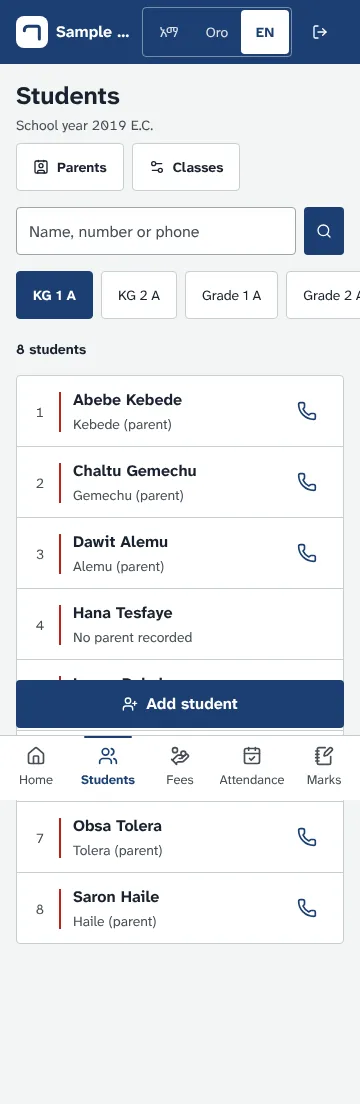 Sample ...
አማ
Oro
EN
Students
School year 2019 E.C.
Parents
Classes
Name, number or phone
KG 1 A
KG 2 A
Grade 1 A
Grade 2 A
8 students
1
Abebe Kebede
Kebede (parent)
2
Chaltu Gemechu
Gemechu (parent)
3
Dawit Alemu
Alemu (parent)
4
Hana Tesfaye
No parent recorded
Add student
Home
Students
Fees
Attendance
Marks
7
Obsa Tolera
Tolera (parent)
8
Saron Haile
Haile (parent)